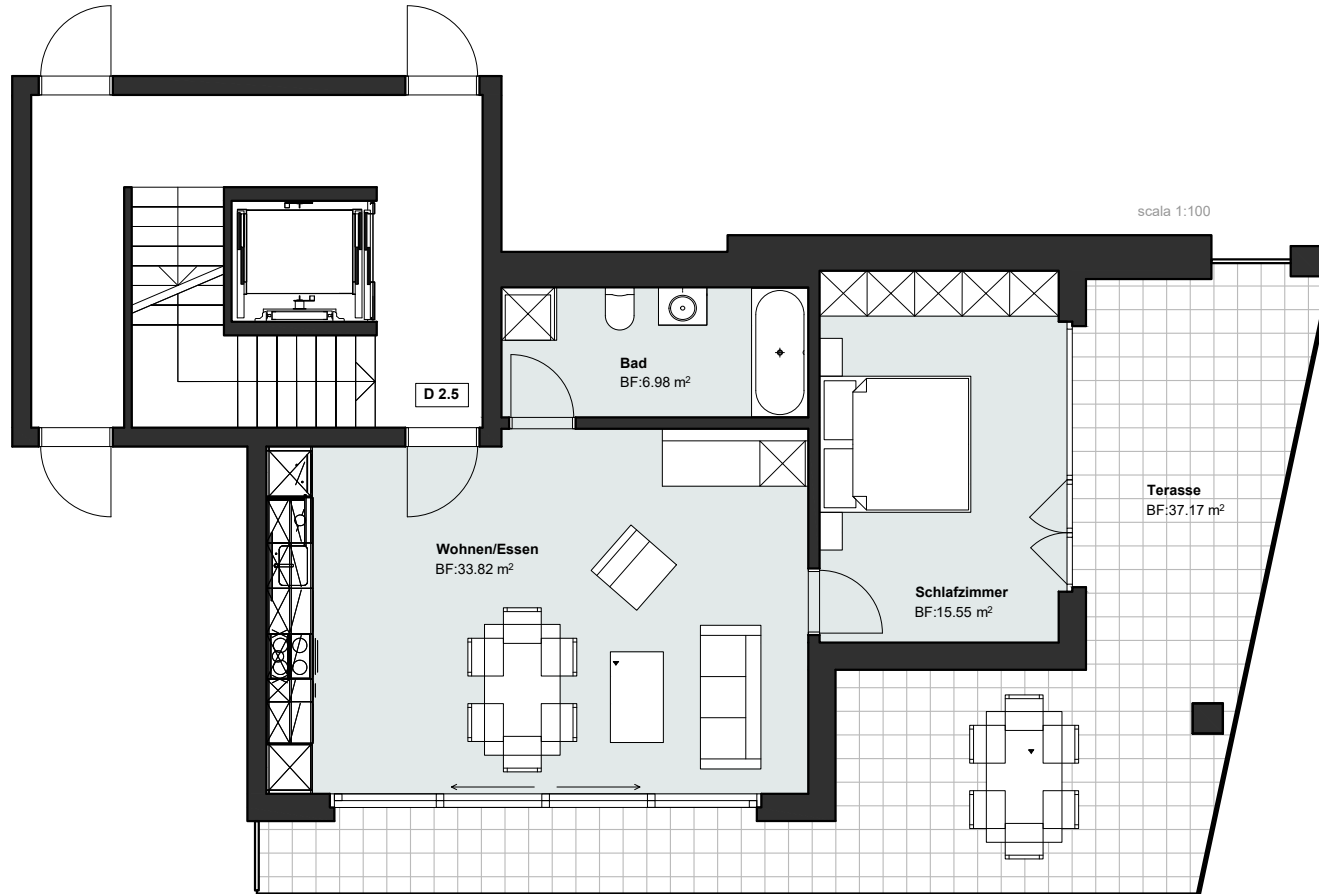 scala 1:100
Bad
BF:6.98 m²
D 2.5
Terasse
BF:37.17 m²
Wohnen/Essen
BF:33.82 m²
Schlafzimmer
BF:15.55 m²